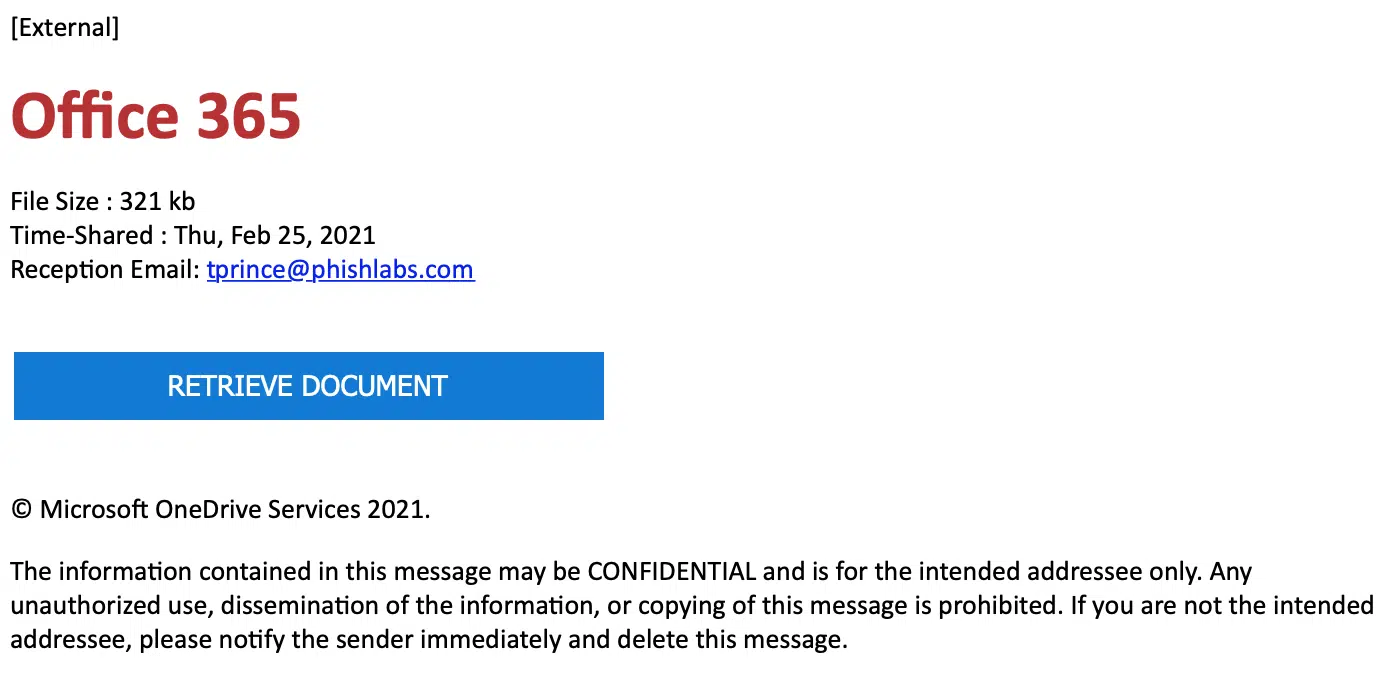 [External]
Office 365
File Size : 321 kb
Time-Shared : Thu, Feb 25, 2021
Reception Email: tprince@phishlabs.com
RETRIEVE DOCUMENT
© Microsoft OneDrive Services 2021.
The information contained in this message may be CONFIDENTIAL and is for the intended addressee only. Any
unauthorized use, dissemination of the information, or copying of this message is prohibited. If you are not the intended
addressee, please notify the sender immediately and delete this message.